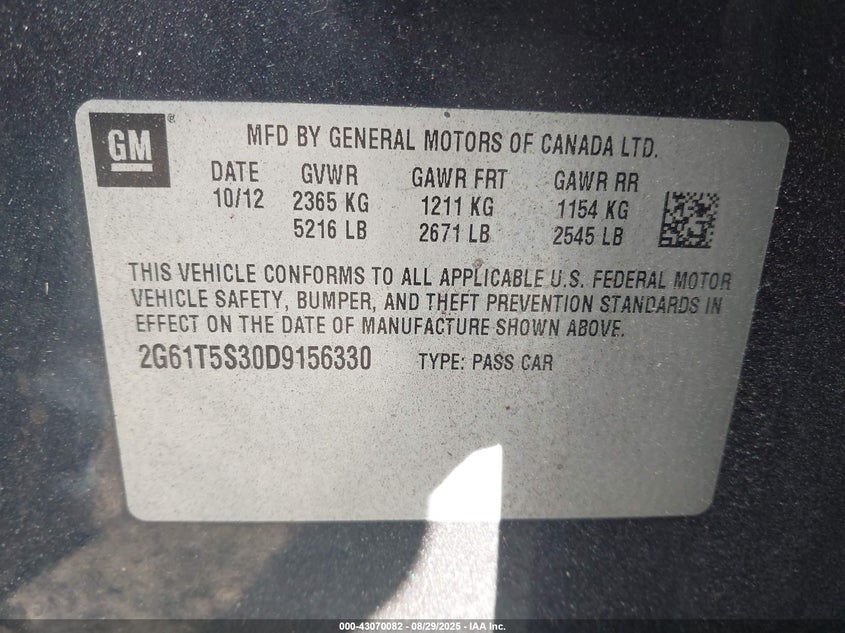 GM®
MFD BY GENERAL MOTORS OF CANADA LTD.
DATE GVWR GAWR FRT GAWR RR
10/12 2365 KG 1211 KG 1154 KG
5216 LB 2671 LB 2545 LB
THIS VEHICLE CONFORMS TO ALL APPLICABLE U.S. FEDERAL MOTOR
VEHICLE SAFETY, BUMPER, AND THEFT PREVENTION STANDARDS IN
EFFECT ON THE DATE OF MANUFACTURE SHOWN ABOVE.
2G61T5S30D9156330 TYPE: PASS CAR
000-43070082 - 08/29/2025 - IAA Inc.